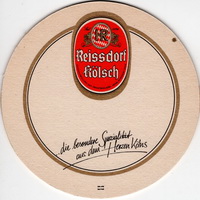 Reissdorf
Kölsch
die besondere Spezialität
aus dem Herzen Kölns